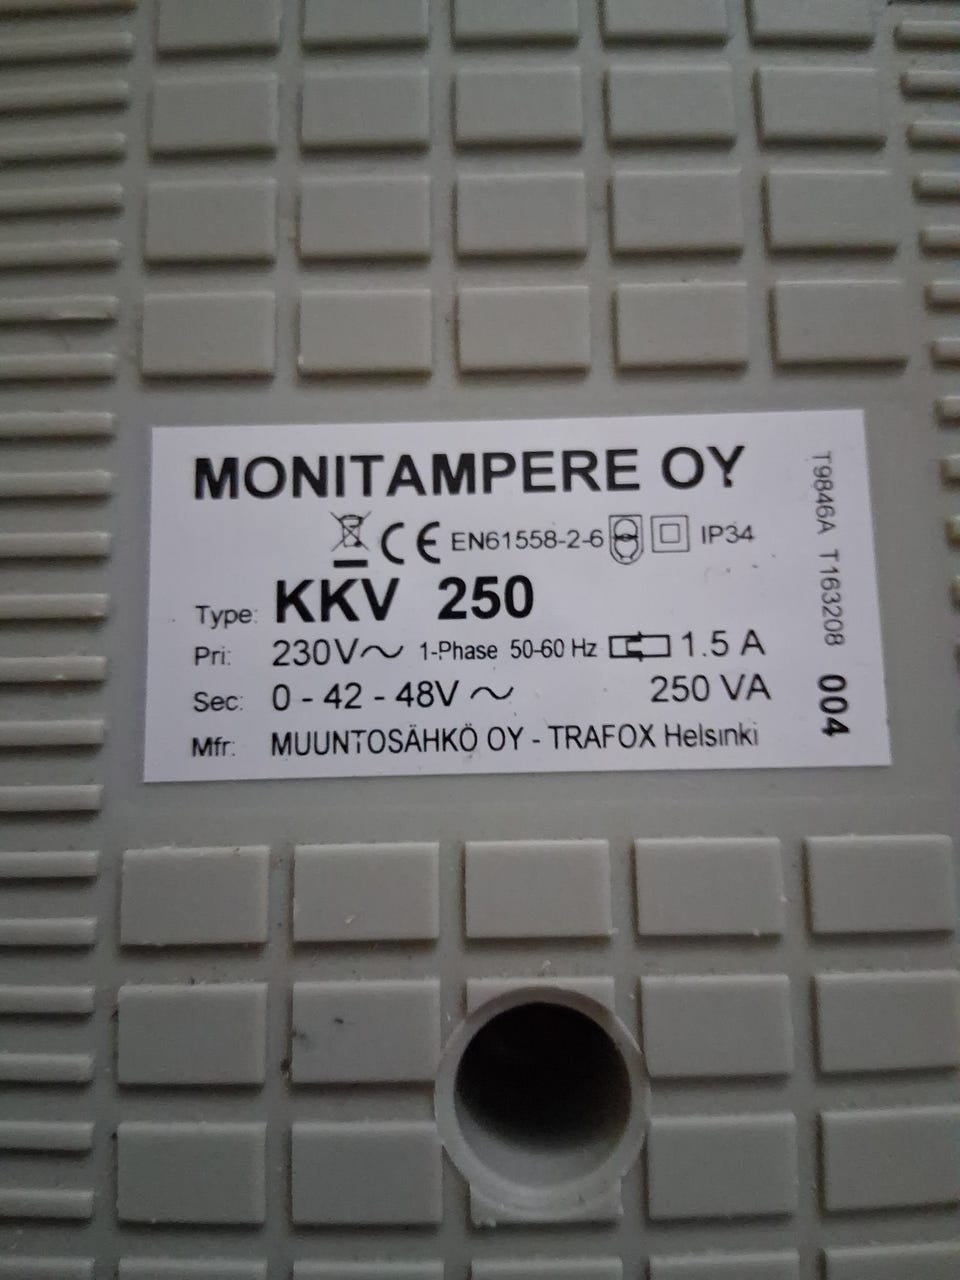 MONITAMPERE OY
CE EN61558-2-6 IP34
Type: KKV 250
Pri: 230V~ 1-Phase 50-60 Hz 1.5 A
Sec: 0 - 42 - 48V ~ 250 VA
Mfr: MUUNTOSÄHKÖ OY - TRAFOX Helsinki
T9846A T163208 004